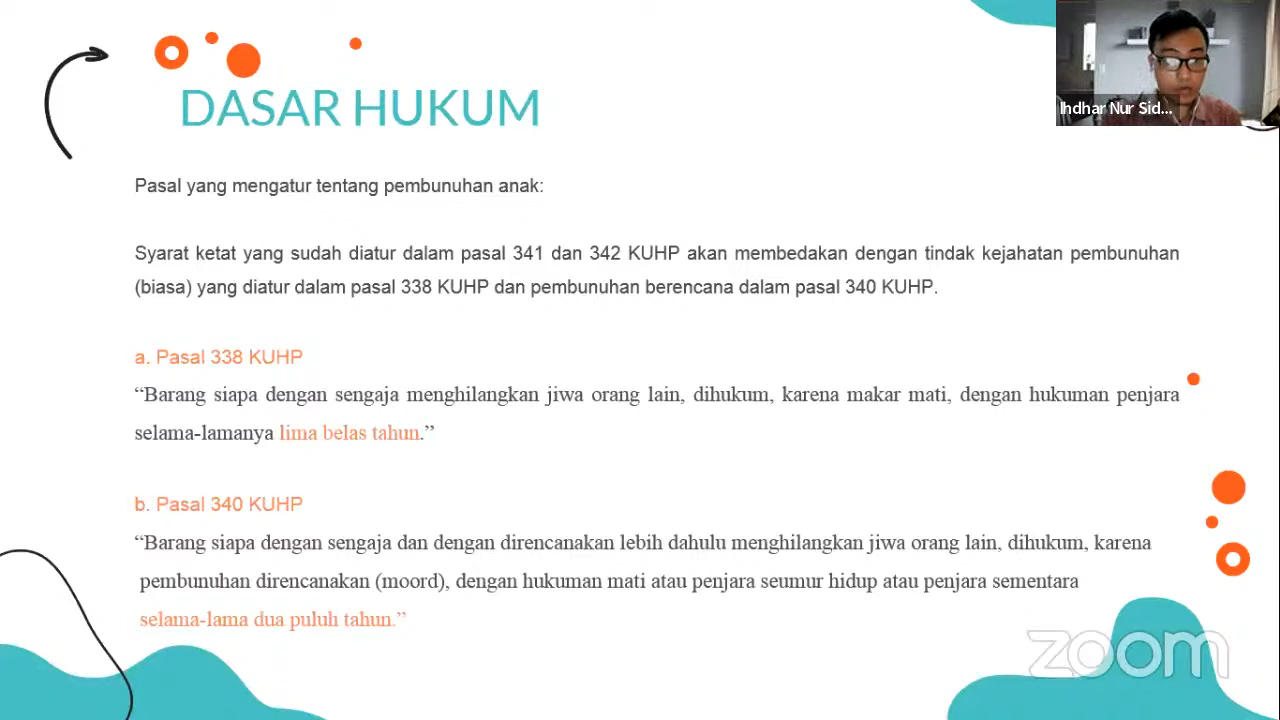 DASAR HUKUM
Ihdhar Nur Sid...
Pasal yang mengatur tentang pembunuhan anak:
Syarat ketat yang sudah diatur dalam pasal 341 dan 342 KUHP akan membedakan dengan tindak kejahatan pembunuhan
(biasa) yang diatur dalam pasal 338 KUHP dan pembunuhan berencana dalam pasal 340 KUHP.
a. Pasal 338 KUHP
“Barang siapa dengan sengaja menghilangkan jiwa orang lain, dihukum, karena makar mati, dengan hukuman penjara
selama-lamanya lima belas tahun.”
b. Pasal 340 KUHP
“Barang siapa dengan sengaja dan dengan direncanakan lebih dahulu menghilangkan jiwa orang lain, dihukum, karena
pembunuhan direncanakan (moord), dengan hukuman mati atau penjara seumur hidup atau penjara sementara
selama-lama dua puluh tahun.”
zoom